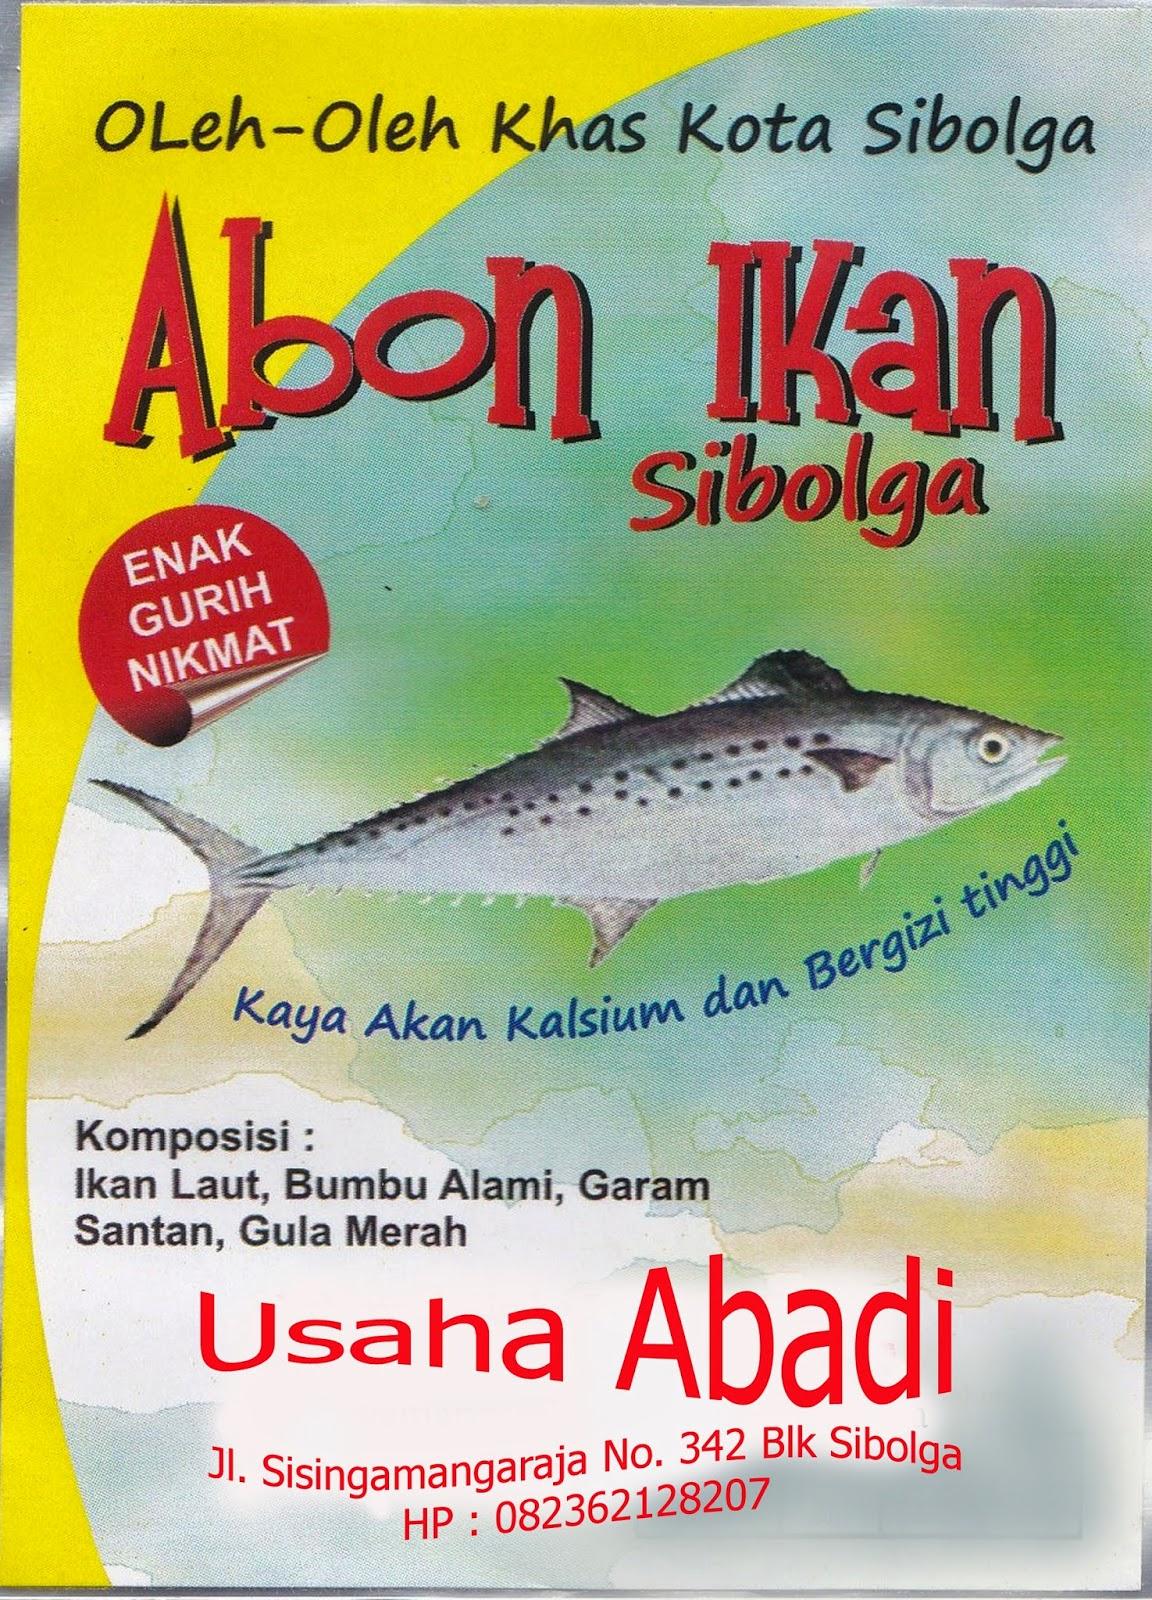 OLeh-Oleh Khas Kota Sibolga
Abon Ikan
Sibolga
ENAK
GURIH
NIKMAT
Kaya Akan Kalsium dan Bergizi tinggi
Komposisi :
Ikan Laut, Bumbu Alami, Garam
Santan, Gula Merah
Usaha Abadi
Jl. Sisingamangaraja No. 342 Blk Sibolga
HP : 082362128207